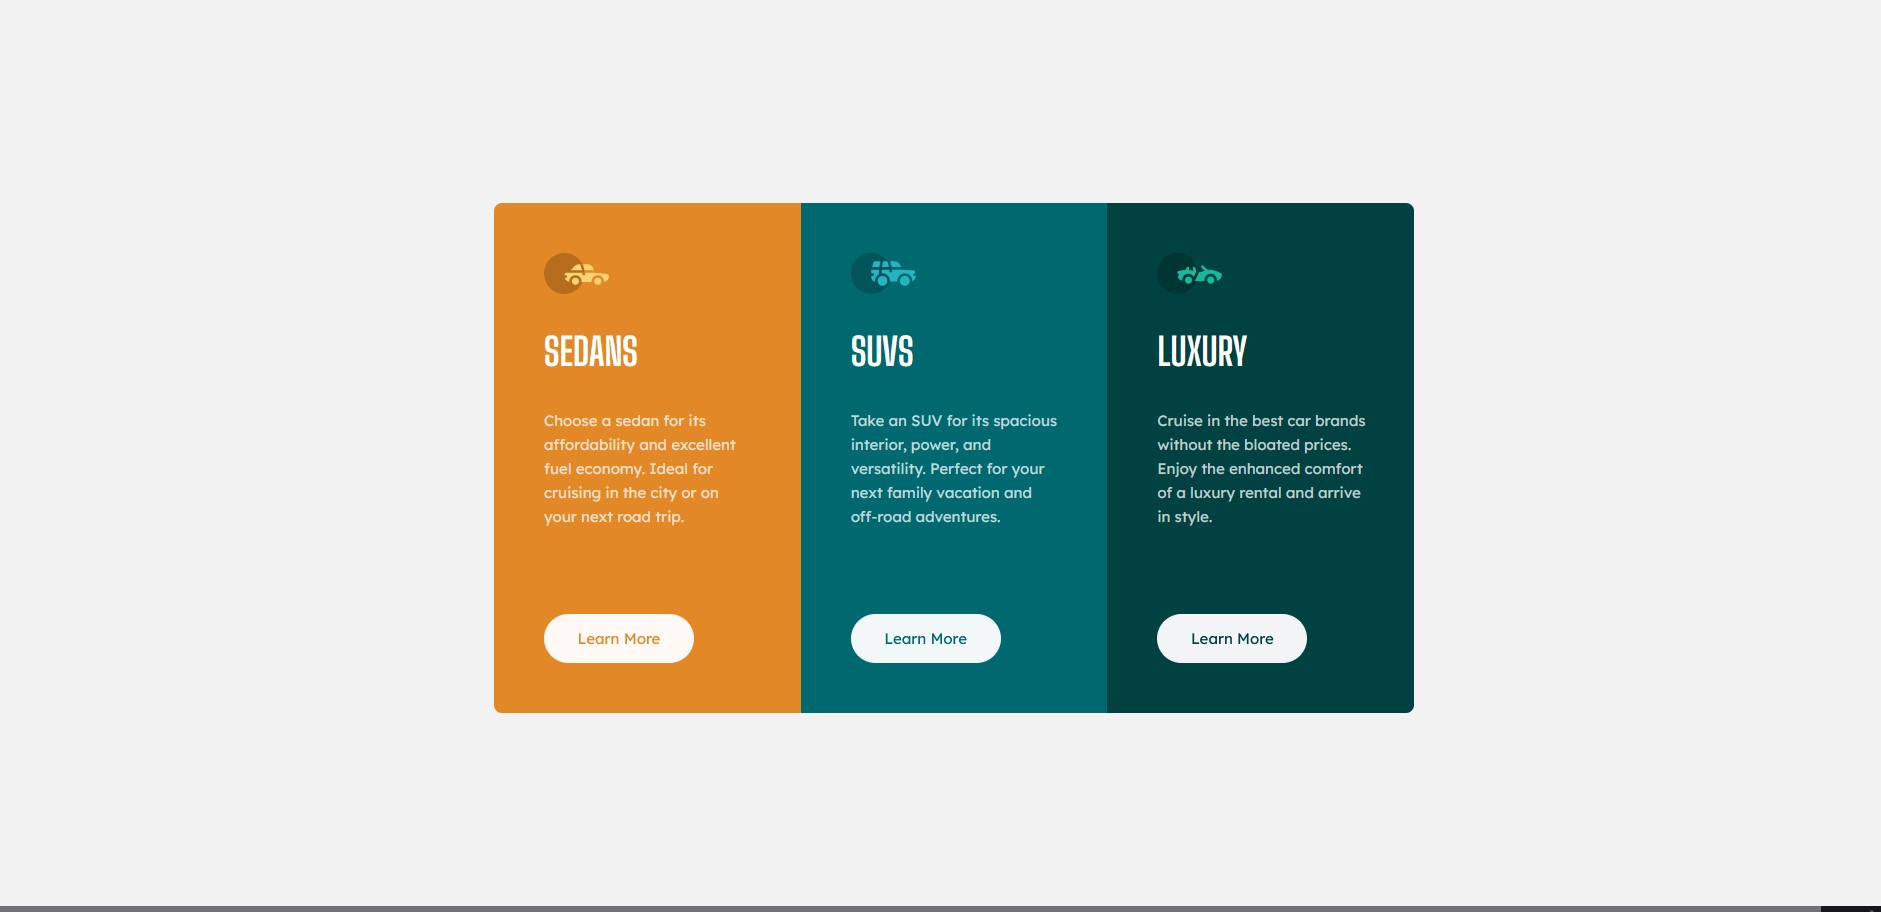 SEDANS
Choose a sedan for its
affordability and excellent
fuel economy. Ideal for
cruising in the city or on
your next road trip.
Learn More
SUVS
Take an SUV for its spacious
interior, power, and
versatility. Perfect for your
next family vacation and
off-road adventures.
Learn More
LUXURY
Cruise in the best car brands
without the bloated prices.
Enjoy the enhanced comfort
of a luxury rental and arrive
in style.
Learn More